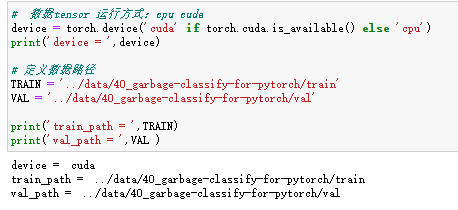 #  数据tensor 运行方式: cpu cuda
device = torch.device('cuda' if torch.cuda.is_available() else 'cpu')
print('device = ',device)
# 定义数据路径
TRAIN = '../data/40_garbage-classify-for-pytorch/train'
VAL = '../data/40_garbage-classify-for-pytorch/val'
print('train_path = ',TRAIN)
print('val_path = ',VAL )
device =  cuda
train_path =  ../data/40_garbage-classify-for-pytorch/train
val_path =  ../data/40_garbage-classify-for-pytorch/val